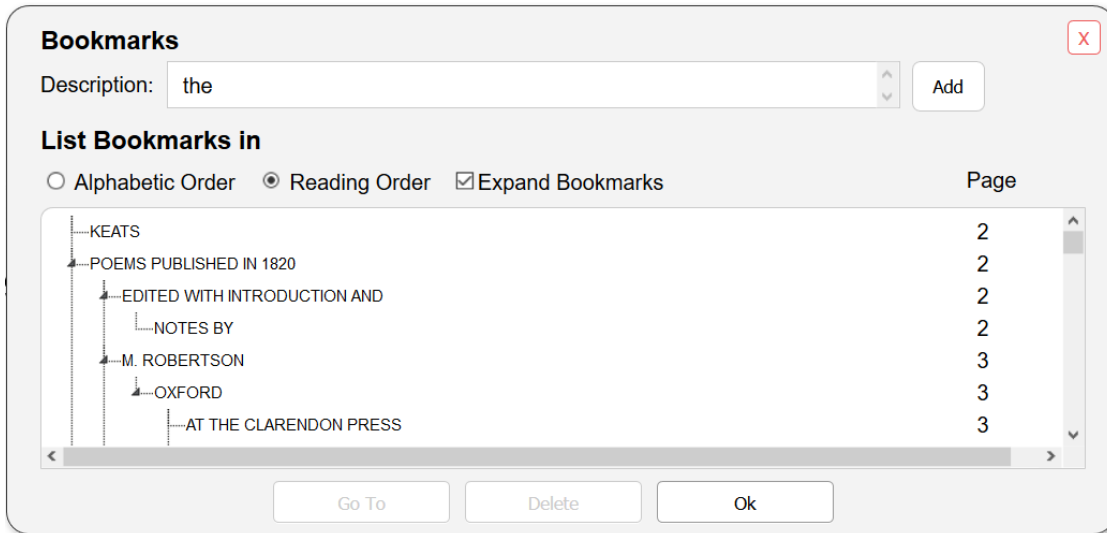 Bookmarks X
Description: the Add
List Bookmarks in
Alphabetic Order Reading Order Expand Bookmarks Page
KEATS 2
POEMS PUBLISHED IN 1820 2
EDITED WITH INTRODUCTION AND 2
NOTES BY 2
M. ROBERTSON 3
OXFORD 3
AT THE CLARENDON PRESS 3
Go To Delete Ok